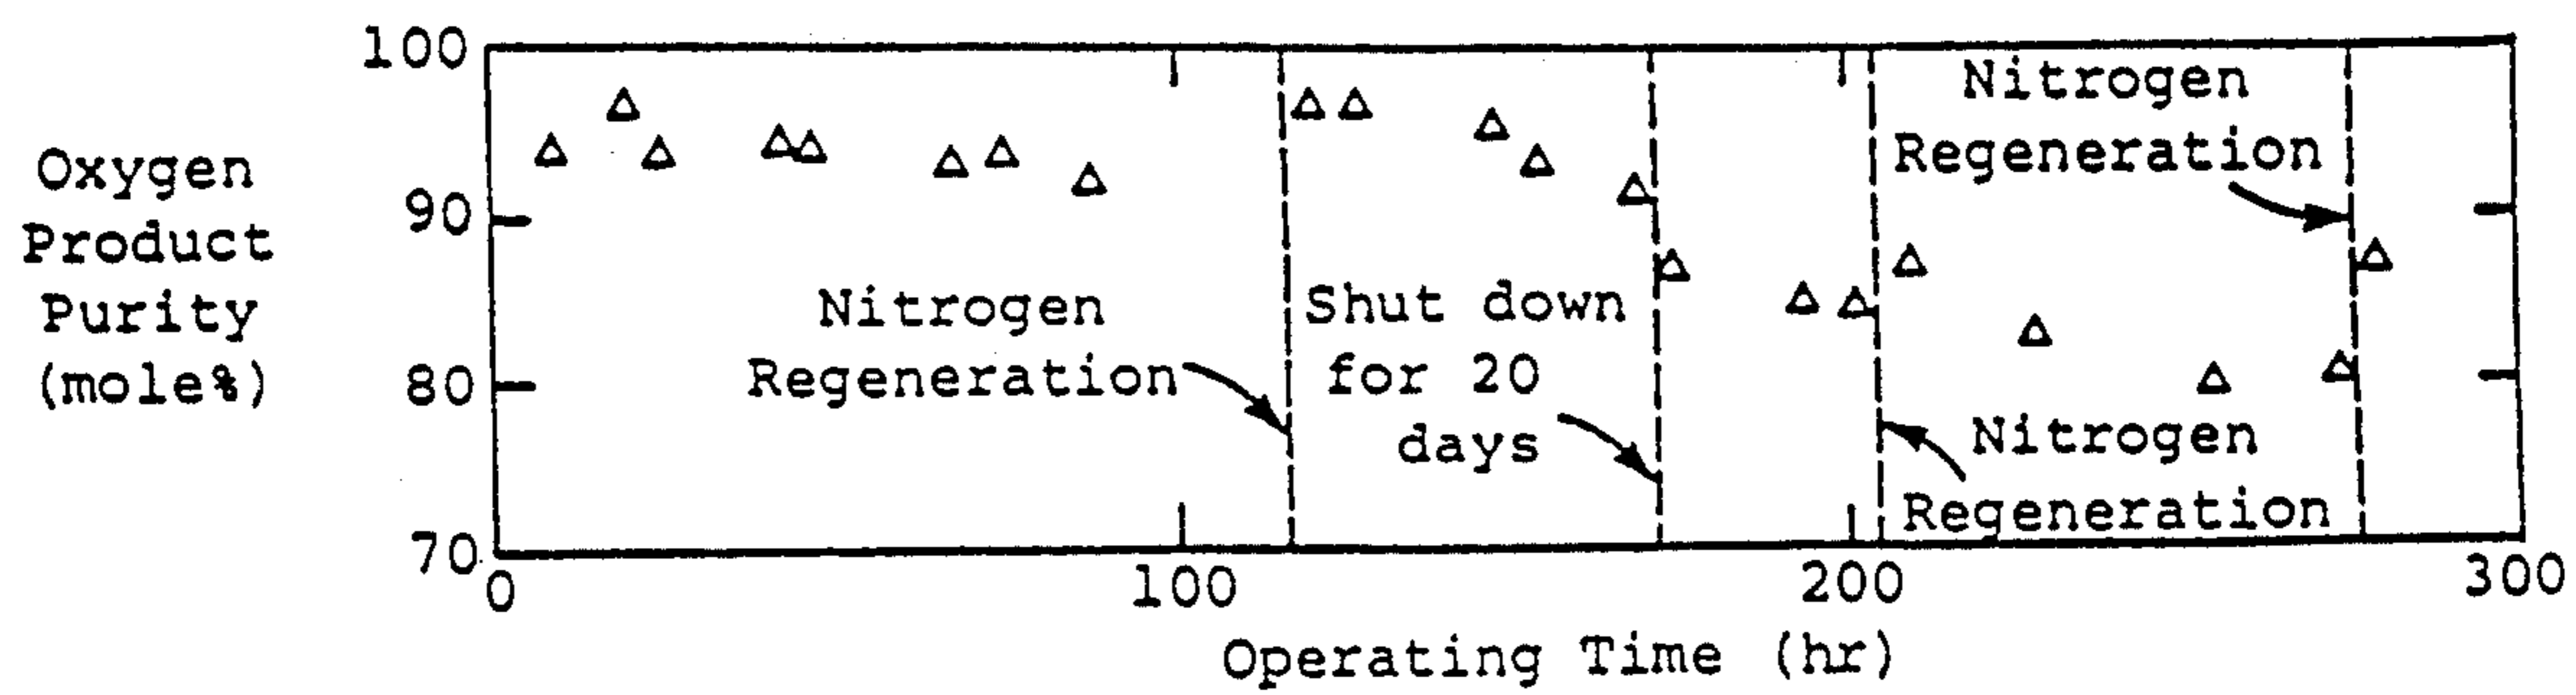 100
90
80
70
Oxygen
Product
Purity
(mole%)
Nitrogen
Regeneration
Shut down
for 20
days
Nitrogen
Regeneration
Nitrogen
Regeneration
0
100
200
300
Operating Time (hr)